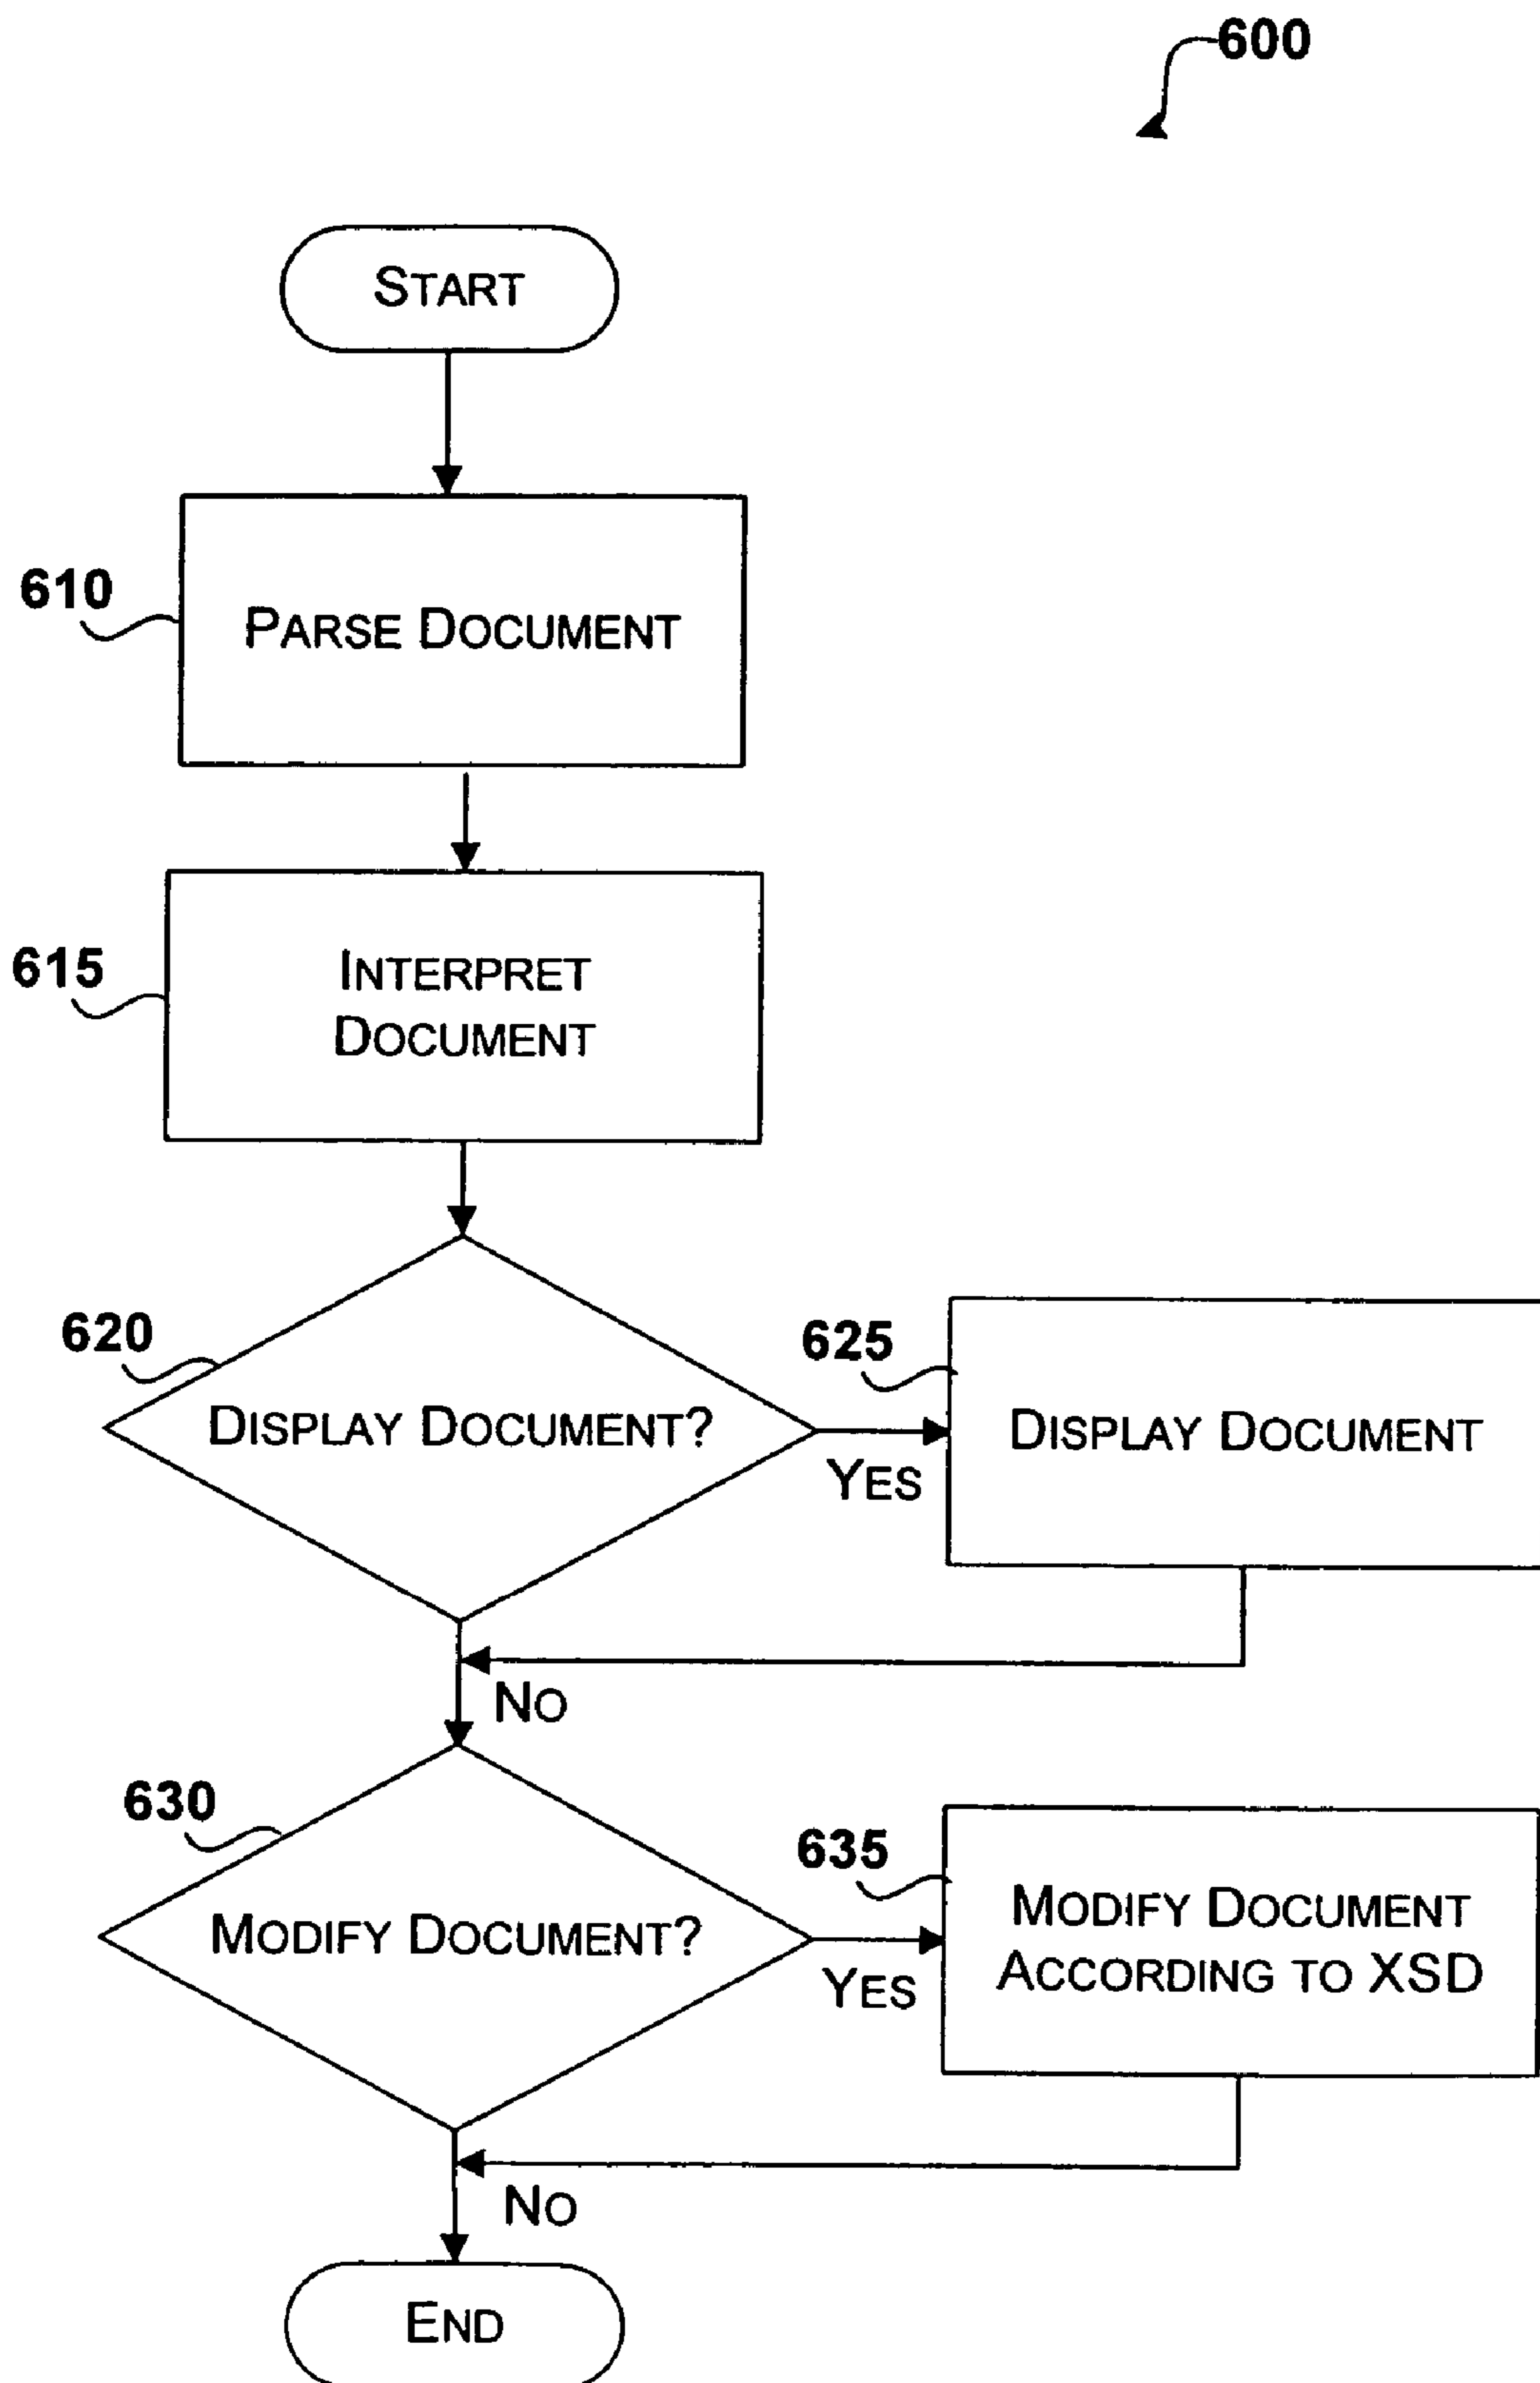 600
START
610
PARSE DOCUMENT
615
INTERPRET
DOCUMENT
620
DISPLAY DOCUMENT?
YES
625
DISPLAY DOCUMENT
NO
630
MODIFY DOCUMENT?
YES
635
MODIFY DOCUMENT
ACCORDING TO XSD
NO
END